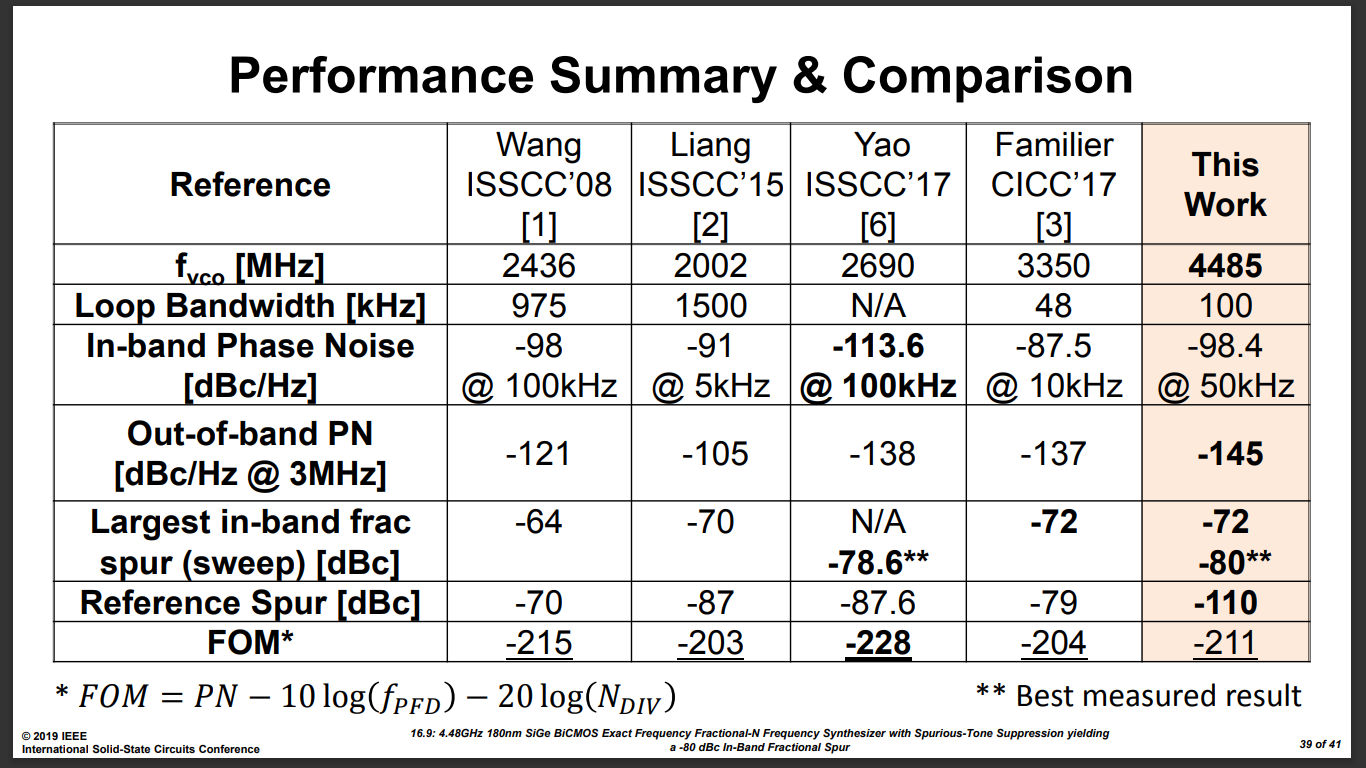 Performance Summary & Comparison
Reference
Wang
ISSCC’08
[1]
Liang
ISSCC’15
[2]
Yao
ISSCC’17
[6]
Familier
CICC’17
[3]
This
Work
fvco [MHz] 2436 2002 2690 3350 4485
Loop Bandwidth [kHz] 975 1500 N/A 48 100
In-band Phase Noise
[dBc/Hz]
-98
@ 100kHz
-91
@ 5kHz
-113.6
@ 100kHz
-87.5
@ 10kHz
-98.4
@ 50kHz
Out-of-band PN
[dBc/Hz @ 3MHz]
-121 -105 -138 -137 -145
Largest in-band frac
spur (sweep) [dBc]
-64
-70
N/A
-78.6**
-72
-72
-80**
Reference Spur [dBc] -70 -87 -87.6 -79 -110
FOM* -215 -203 -228 -204 -211
* FOM = PN − 10 log(fPFD) − 20 log(NDIV)
** Best measured result
© 2019 IEEE
International Solid-State Circuits Conference
16.9: 4.48GHz 180nm SiGe BiCMOS Exact Frequency Fractional-N Frequency Synthesizer with Spurious-Tone Suppression yielding
a -80 dBc In-Band Fractional Spur
39 of 41